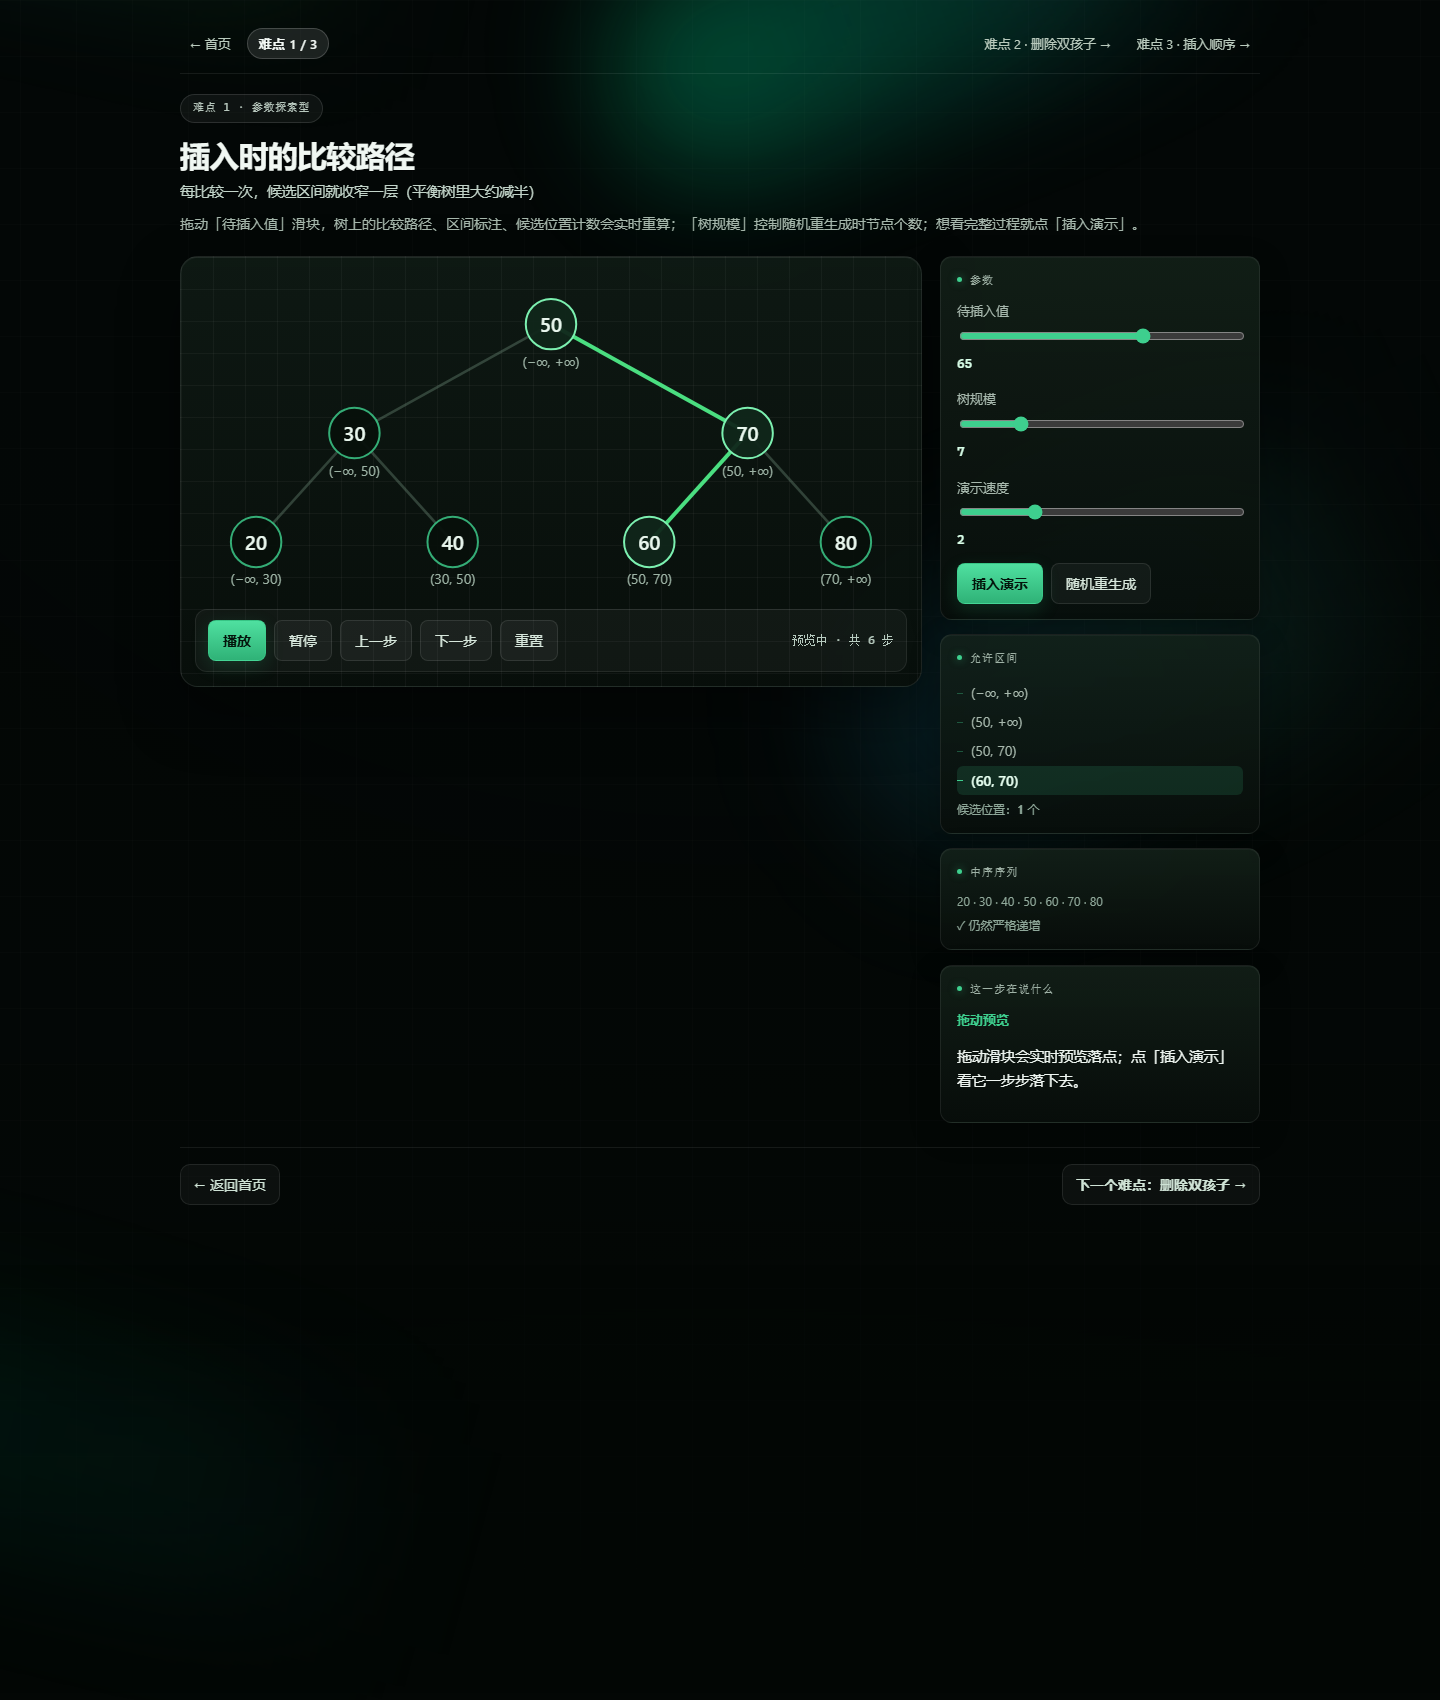 ← 首页
难点 1 / 3
难点 2 · 删除双孩子 →
难点 3 · 插入顺序 →
难点 1 · 参数探索型
插入时的比较路径
每比较一次，候选区间就收窄一层（平衡树里大约减半）
拖动「待插入值」滑块，树上的比较路径、区间标注、候选位置计数会实时重算；「树规模」控制随机重生成时节点个数；想看完整过程就点「插入演示」。
50
(−∞, +∞)
30
(−∞, 50)
70
(50, +∞)
20
(−∞, 30)
40
(30, 50)
60
(50, 70)
80
(70, +∞)
播放
暂停
上一步
下一步
重置
预览中 · 共 6 步
参数
待插入值
65
树规模
7
演示速度
2
插入演示
随机重生成
允许区间
– (−∞, +∞)
– (50, +∞)
– (50, 70)
– (60, 70)
候选位置：1 个
中序序列
20 · 30 · 40 · 50 · 60 · 70 · 80
✓ 仍然严格递增
这一步在说什么
拖动预览
拖动滑块会实时预览落点；点「插入演示」
看它一步步落下去。
← 返回首页
下一个难点：删除双孩子 →